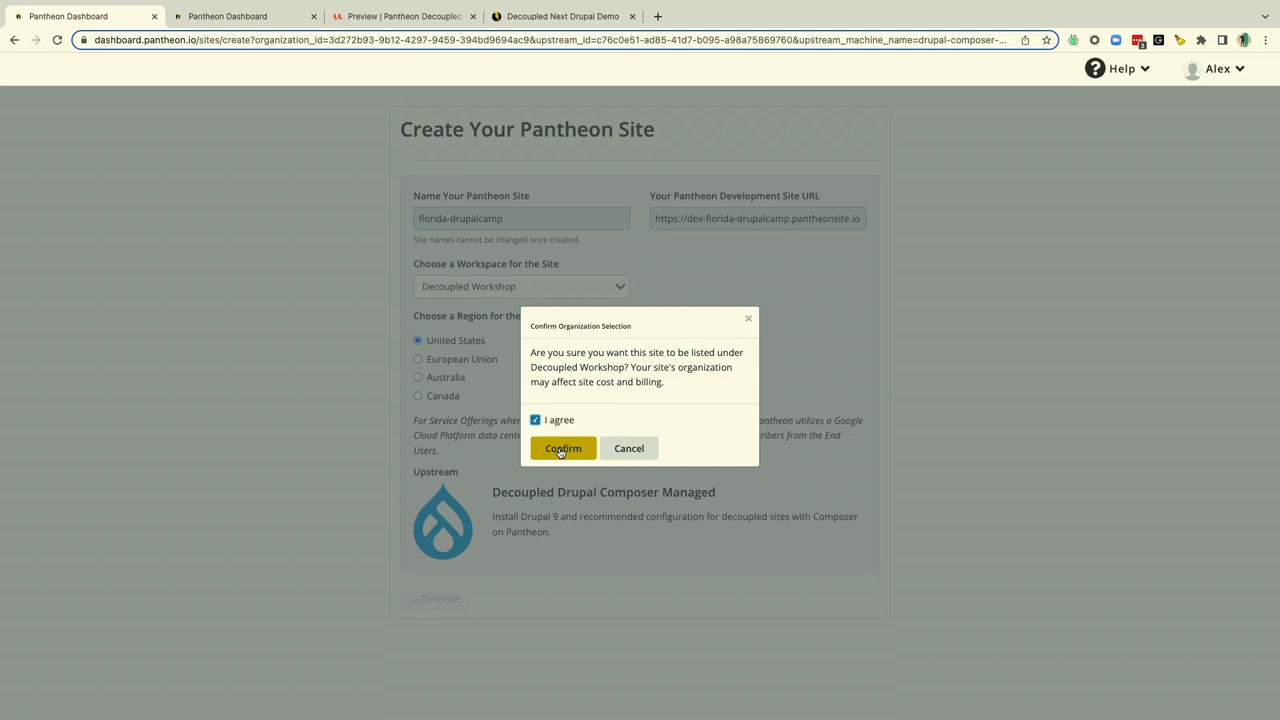 Pantheon Dashboard
Pantheon Dashboard
Preview | Pantheon Decoupled
Decoupled Next Drupal Demo
dashboard.pantheon.io/sites/create?organization_id=3d272b93-9b12-4297-9459-394bd9694ac9&upstream_id=c76c0e51-ad85-41d7-b095-a98a75869760&upstream_machine_name=drupal-composer-...
3
G
Help
Alex
Create Your Pantheon Site
Name Your Pantheon Site
Your Pantheon Development Site URL
florida-drupalcamp
https://dev-florida-drupalcamp.pantheonsite.io
Site names cannot be changed once created.
Choose a Workspace for the Site
Decoupled Workshop
Choose a Region for the
United States
European Union
Australia
Canada
Confirm Organization Selection
Are you sure you want this site to be listed under
Decoupled Workshop? Your site's organization
may affect site cost and billing.
I agree
Confirm
Cancel
For Service Offerings
antheon utilizes a Google
Cloud Platform data
ribers from the End
Users.
Upstream
Decoupled Drupal Composer Managed
Install Drupal 9 and recommended configuration for decoupled sites with Composer
on Pantheon.
Continue